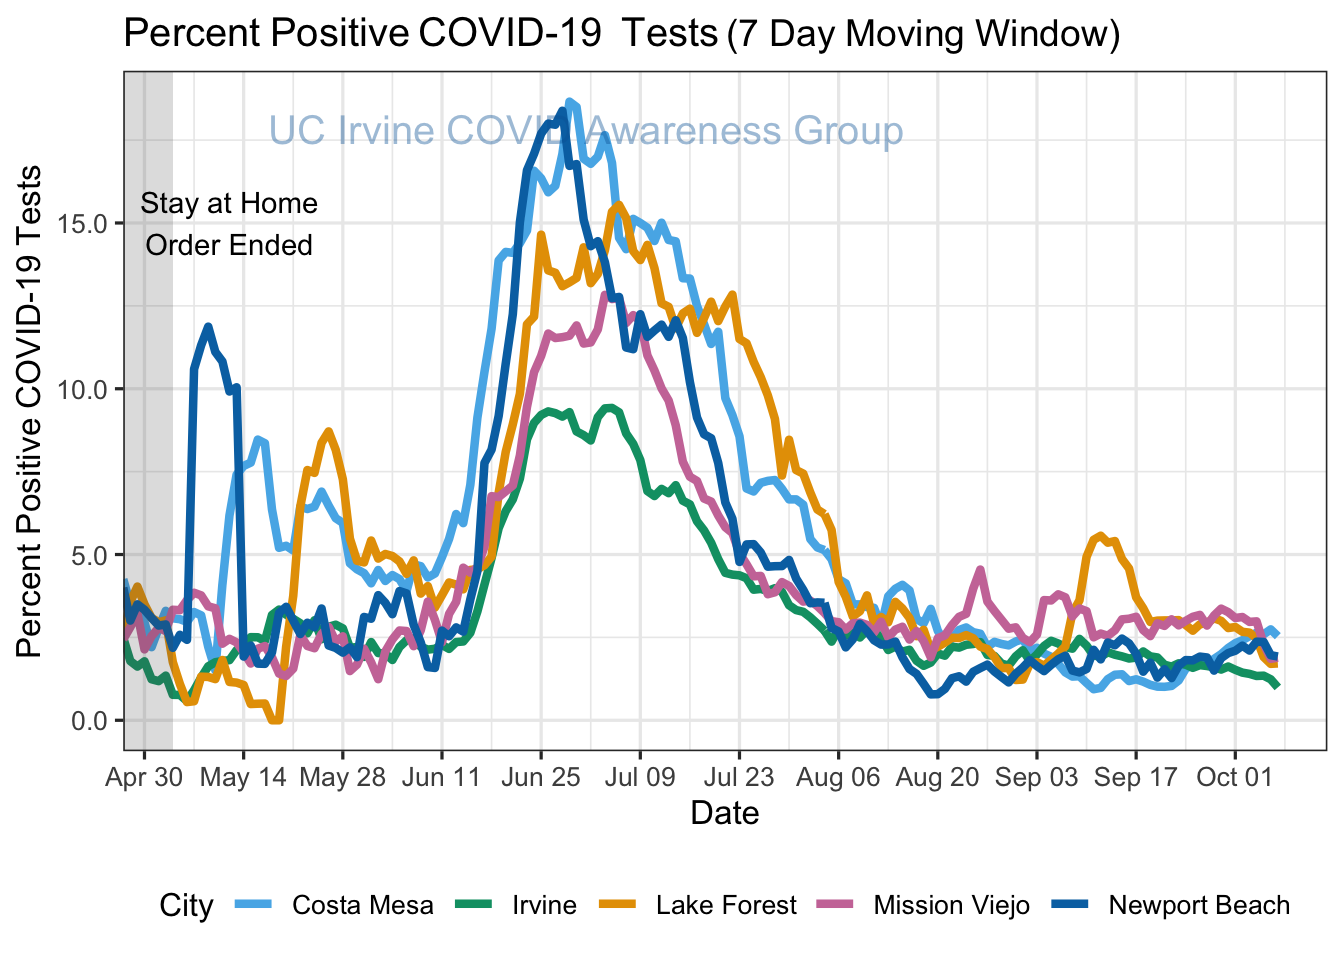 Percent Positive COVID-19 Tests (7 Day Moving Window)
UC Irvine COVID Awareness Group
Stay at Home
Order Ended
Percent Positive COVID-19 Tests
15.0
10.0
5.0
0.0
Apr 30 May 14 May 28 Jun 11 Jun 25 Jul 09 Jul 23 Aug 06 Aug 20 Sep 03 Sep 17 Oct 01
Date
City Costa Mesa Irvine Lake Forest Mission Viejo Newport Beach